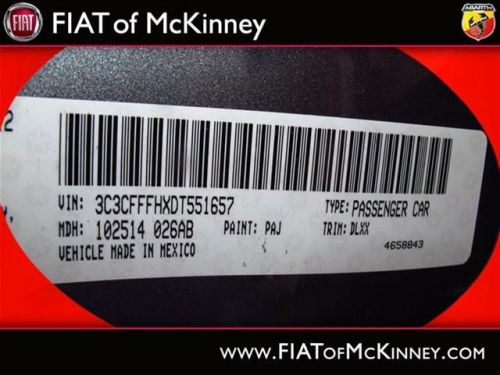 FIAT
FIAT of McKinney
ABARTH
VIN: 3C3CFFFHXDT551657
TYPE: PASSENGER CAR
MDH: 102514 026AB
PAINT: PAJ
TRIM: DLXX
VEHICLE MADE IN MEXICO
4658843
www.FIATofMcKinney.com